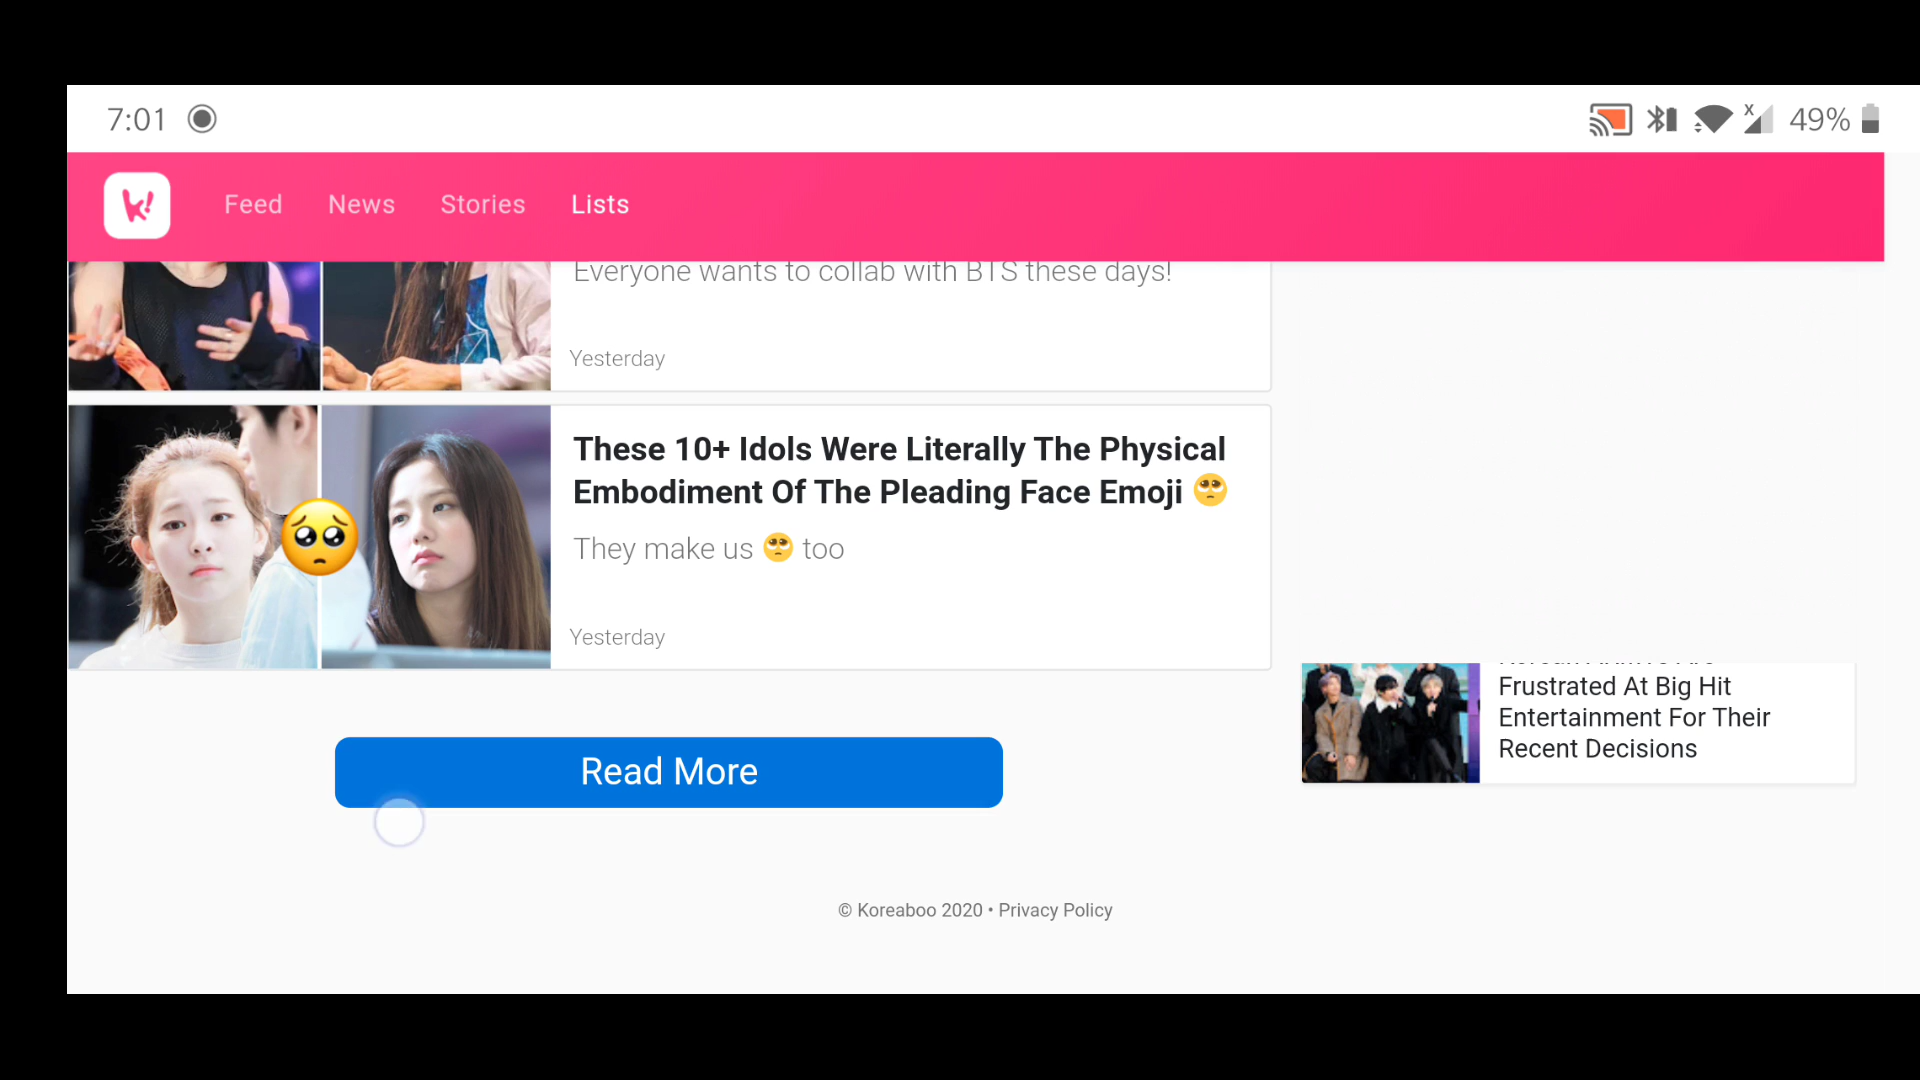 7:01
49%
k!
Feed News Stories Lists
Everyone wants to collab with BTS these days!
Yesterday
These 10+ Idols Were Literally The Physical
Embodiment Of The Pleading Face Emoji 🥺
They make us 🥺 too
Yesterday
Frustrated At Big Hit
Entertainment For Their
Recent Decisions
Read More
© Koreaboo 2020 • Privacy Policy